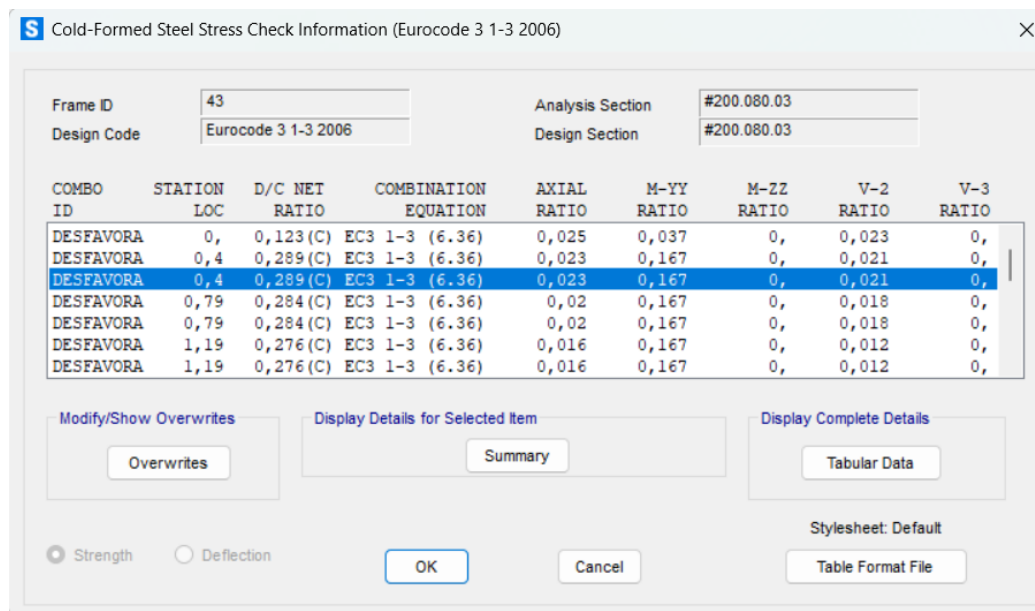 S Cold-Formed Steel Stress Check Information (Eurocode 3 1-3 2006)
Frame ID 43 Analysis Section #200.080.03
Design Code Eurocode 3 1-3 2006 Design Section #200.080.03
COMBO STATION D/C NET COMBINATION AXIAL M-YY M-ZZ V-2 V-3
ID LOC RATIO EQUATION RATIO RATIO RATIO RATIO RATIO
DESFAVORA 0, 0,123(C) EC3 1-3 (6.36) 0,025 0,037 0, 0,023 0,
DESFAVORA 0,4 0,289(C) EC3 1-3 (6.36) 0,023 0,167 0, 0,021 0,
DESFAVORA 0,4 0,289(C) EC3 1-3 (6.36) 0,023 0,167 0, 0,021 0,
DESFAVORA 0,79 0,284(C) EC3 1-3 (6.36) 0,02 0,167 0, 0,018 0,
DESFAVORA 0,79 0,284(C) EC3 1-3 (6.36) 0,02 0,167 0, 0,018 0,
DESFAVORA 1,19 0,276(C) EC3 1-3 (6.36) 0,016 0,167 0, 0,012 0,
DESFAVORA 1,19 0,276(C) EC3 1-3 (6.36) 0,016 0,167 0, 0,012 0,
Modify/Show Overwrites Display Details for Selected Item Display Complete Details
Overwrites Summary Tabular Data
Stylesheet: Default
Strength Deflection OK Cancel Table Format File